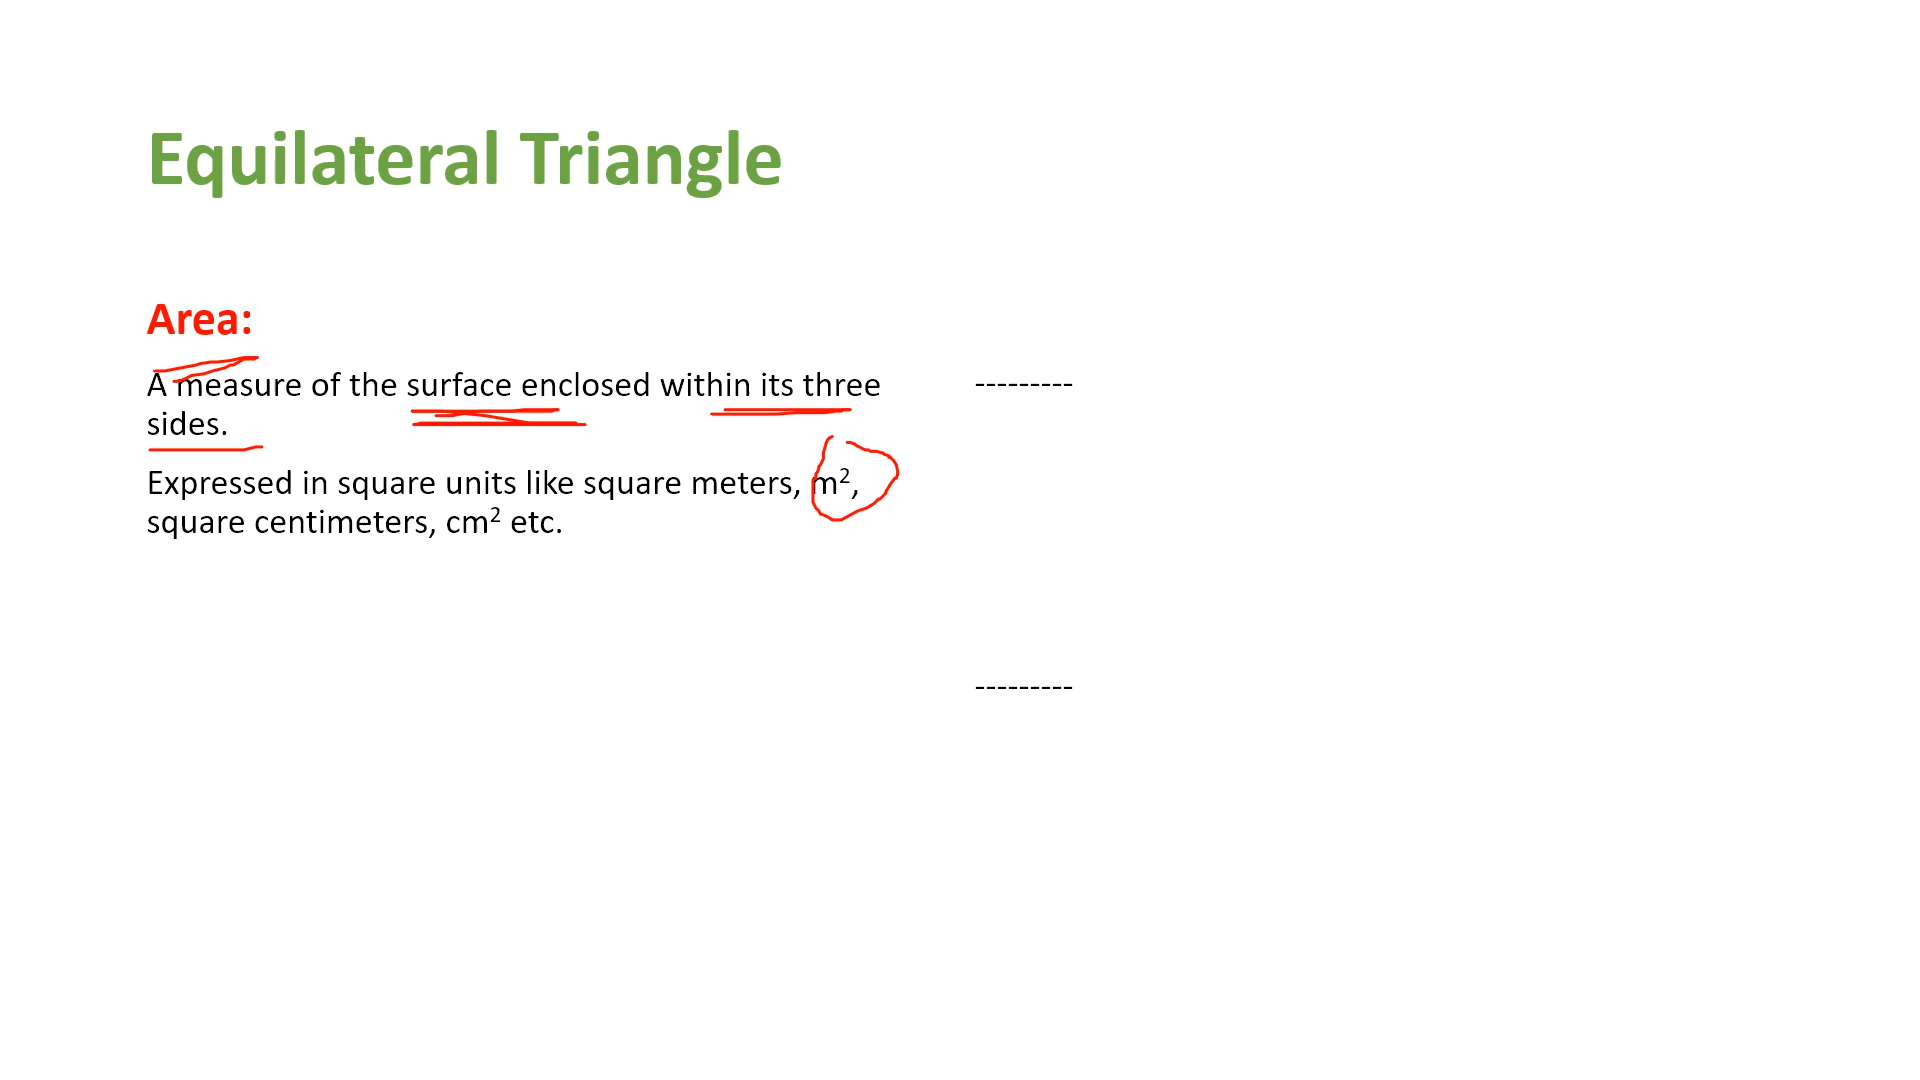 Equilateral Triangle
Area:
A measure of the surface enclosed within its three
sides.
Expressed in square units like square meters, m²,
square centimeters, cm² etc.
---------
---------